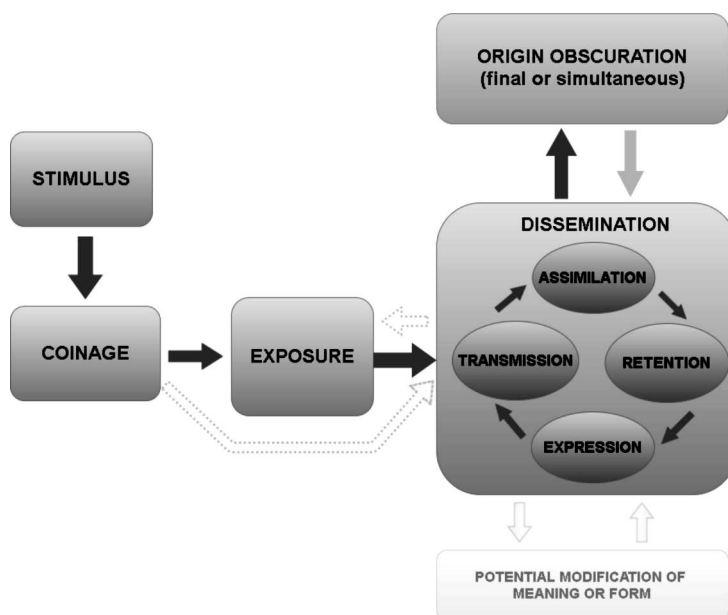 ORIGIN OBSCURATION
(final or simultaneous)
STIMULUS
DISSEMINATION
ASSIMILATION
COINAGE
EXPOSURE
TRANSMISSION
RETENTION
EXPRESSION
POTENTIAL MODIFICATION OF
MEANING OR FORM